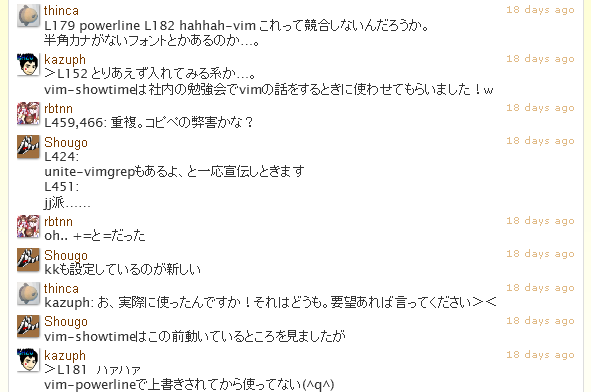 thinca 18 days ago
L179 powerline L182 hahhah-vim これって競合しないんだろうか。
半角カナがないフォントとかあるのか…。
kazuph 18 days ago
＞L152 とりあえず入れてみる系か…。
vim-showtimeは社内の勉強会でvimの話をするときに使わせてもらいました！w
rbtnn 18 days ago
L459,466: 重複。コピペの弊害かな？
Shougo 18 days ago
L424:
unite-vimgrepもあるよ、と一応宣伝しときます
L451:
jj派……
rbtnn 18 days ago
oh.. +=と=だった
Shougo 18 days ago
kkも設定しているのが新しい
thinca 18 days ago
kazuph: お、実際に使ったんですか！それはどうも。要望あれば言ってください＞＜
Shougo 18 days ago
vim-showtimeはこの前動いているところを見ましたが
kazuph 18 days ago
＞L181 ハァハァ
vim-powerlineで上書きされてから使ってない(^q^)